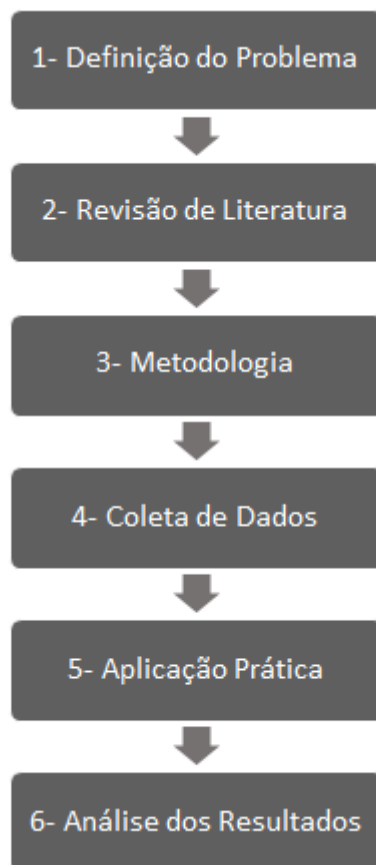 1- Definição do Problema
2- Revisão de Literatura
3- Metodologia
4- Coleta de Dados
5- Aplicação Prática
6- Análise dos Resultados